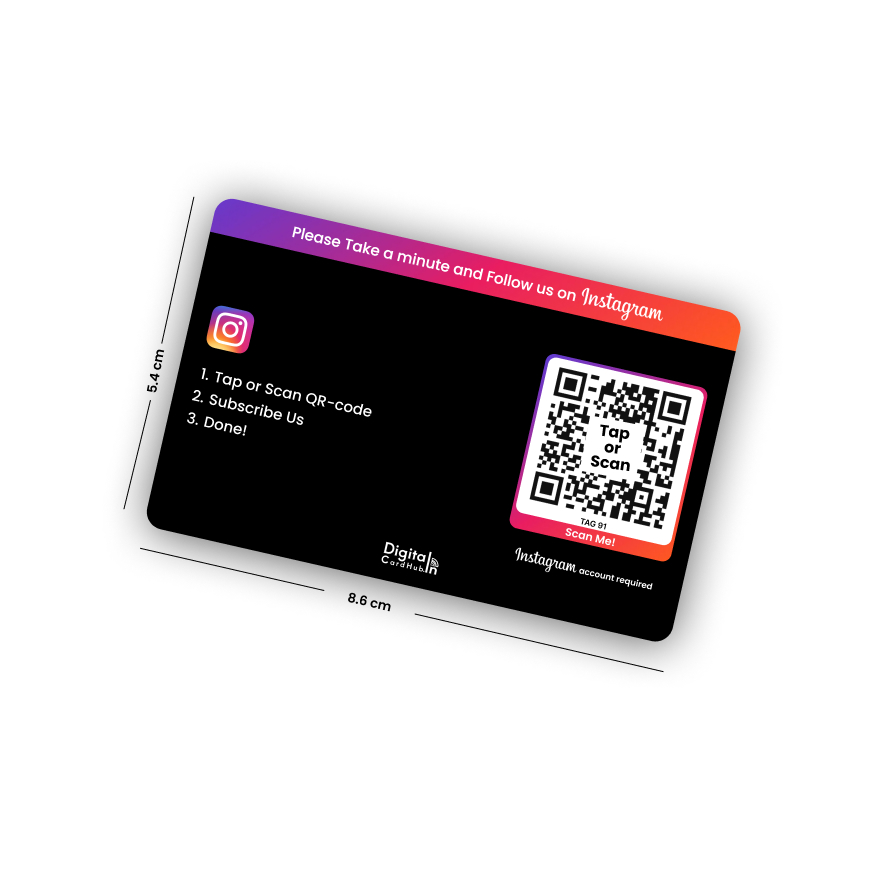 Please Take a minute and Follow us on Instagram
1. Tap or Scan QR-code
2. Subscribe Us
3. Done!
Tap
or
Scan
TAG 91
Scan Me!
Instagram account required
Digital In
CardHub.
5.4 cm
8.6 cm